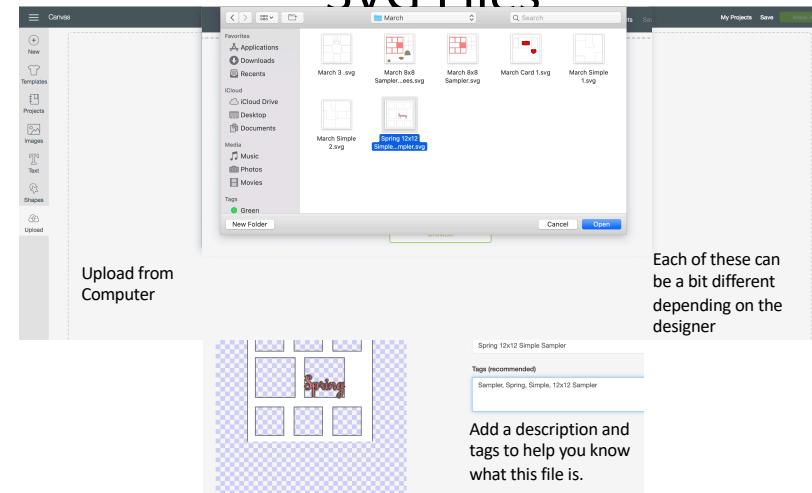 SVG Files
Canvas
My Projects Save
March
Search
New
Templates
Projects
Images
Text
Shapes
Upload
Favorites
Applications
Downloads
Recents
iCloud
iCloud Drive
Desktop
Documents
Media
Music
Photos
Movies
Tags
Green
March 3 .svg
March 8x8
Sampler...ees.svg
March 8x8
Sampler.svg
March Card 1.svg
March Simple
1.svg
March Simple
2.svg
Spring 12x12
Simple...mpler.svg
New Folder
Cancel
Open
Upload from
Computer
Each of these can
be a bit different
depending on the
designer
Spring
Spring 12x12 Simple Sampler
Tags (recommended)
Sampler, Spring, Simple, 12x12 Sampler
Add a description and
tags to help you know
what this file is.